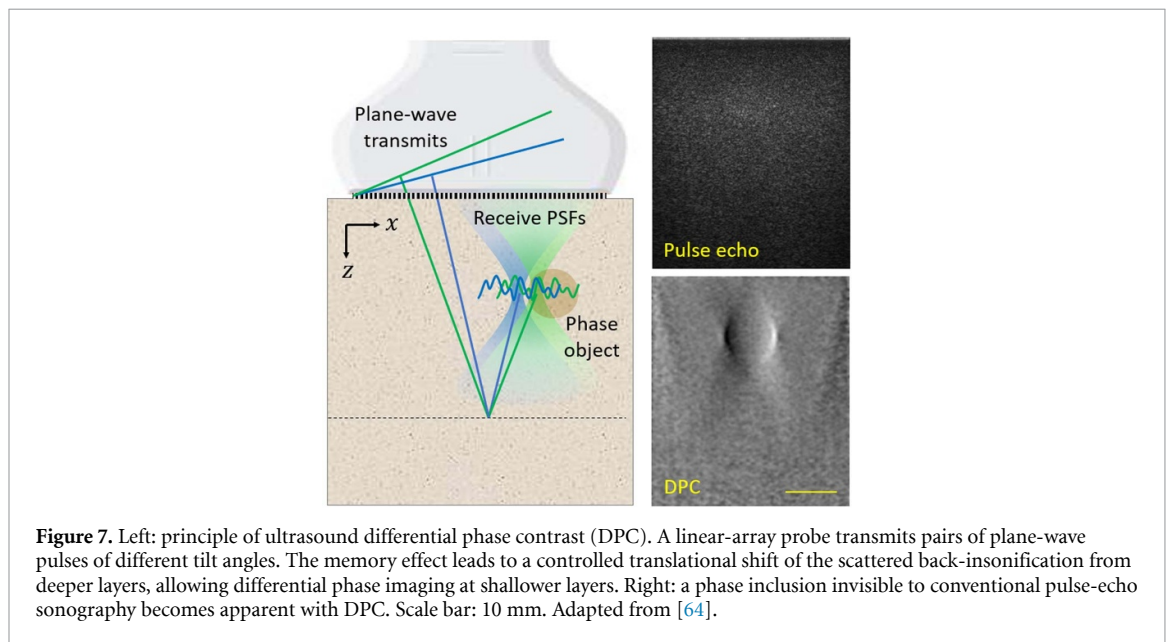 Plane-wave
transmits
Receive PSFs
x
z
Phase
object
Pulse echo
DPC
Figure 7. Left: principle of ultrasound differential phase contrast (DPC). A linear-array probe transmits pairs of plane-wave
pulses of different tilt angles. The memory effect leads to a controlled translational shift of the scattered back-insonification from
deeper layers, allowing differential phase imaging at shallower layers. Right: a phase inclusion invisible to conventional pulse-echo
sonography becomes apparent with DPC. Scale bar: 10 mm. Adapted from [64].